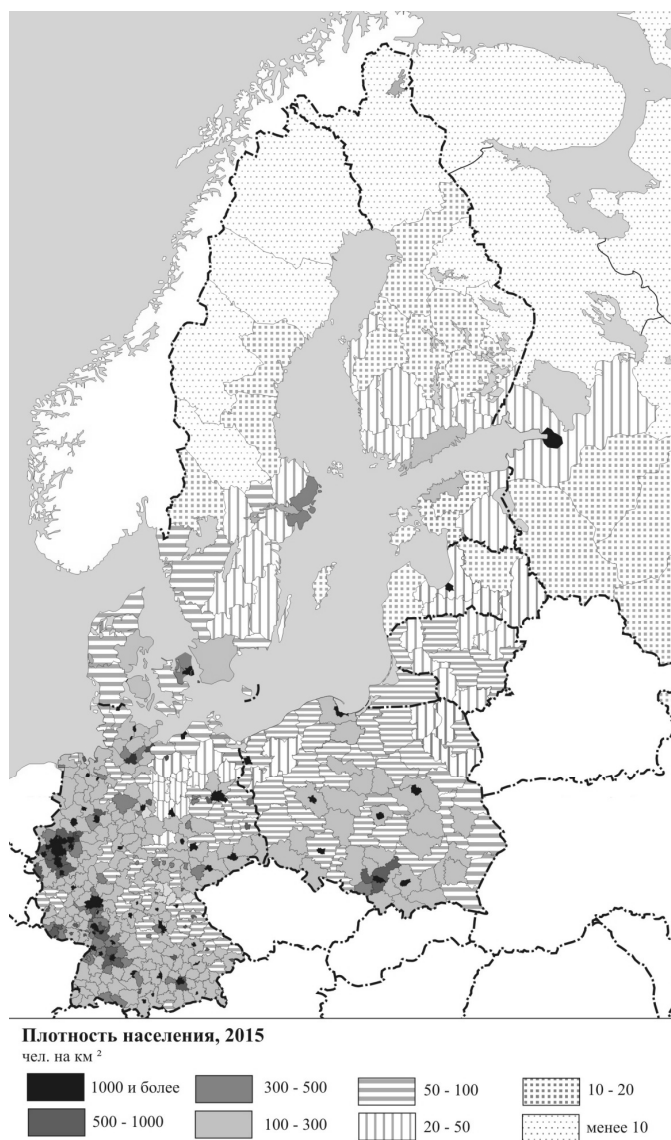 Плотность населения, 2015
чел. на км ²
1000 и более
300 - 500
50 - 100
10 - 20
500 - 1000
100 - 300
20 - 50
менее 10